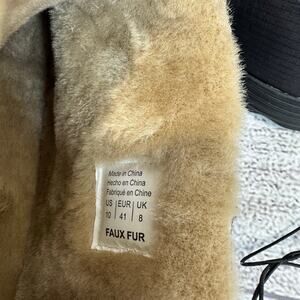 Made in China
Hecho en China
Fabriqué en Chine
US | EUR | UK
10 | 41 | 8
FAUX FUR